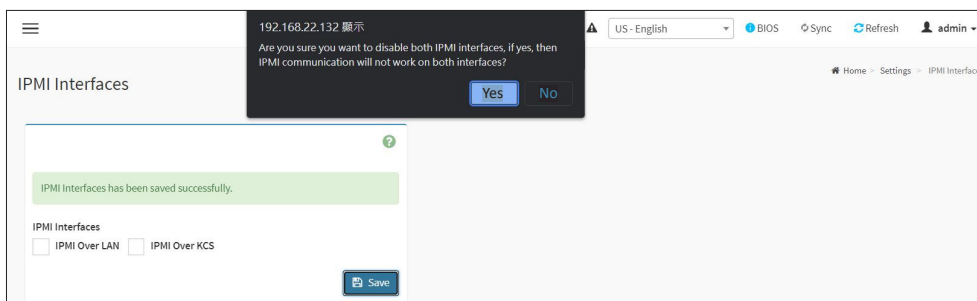 192.168.22.132 顯示
Are you sure you want to disable both IPMI interfaces, if yes, then
IPMI communication will not work on both interfaces?
Yes No
US - English BIOS Sync Refresh admin
IPMI Interfaces
Home > Settings > IPMI Interfac
IPMI Interfaces has been saved successfully.
IPMI Interfaces
IPMI Over LAN IPMI Over KCS
Save